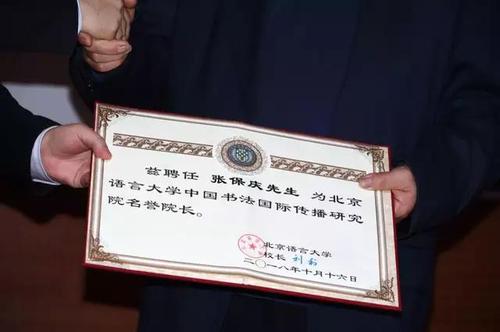 兹聘任 张保庆先生 为北京
语言大学中国书法国际传播研究
院名誉院长。
北京语言大学
校长 刘利
二〇一八年十月十六日